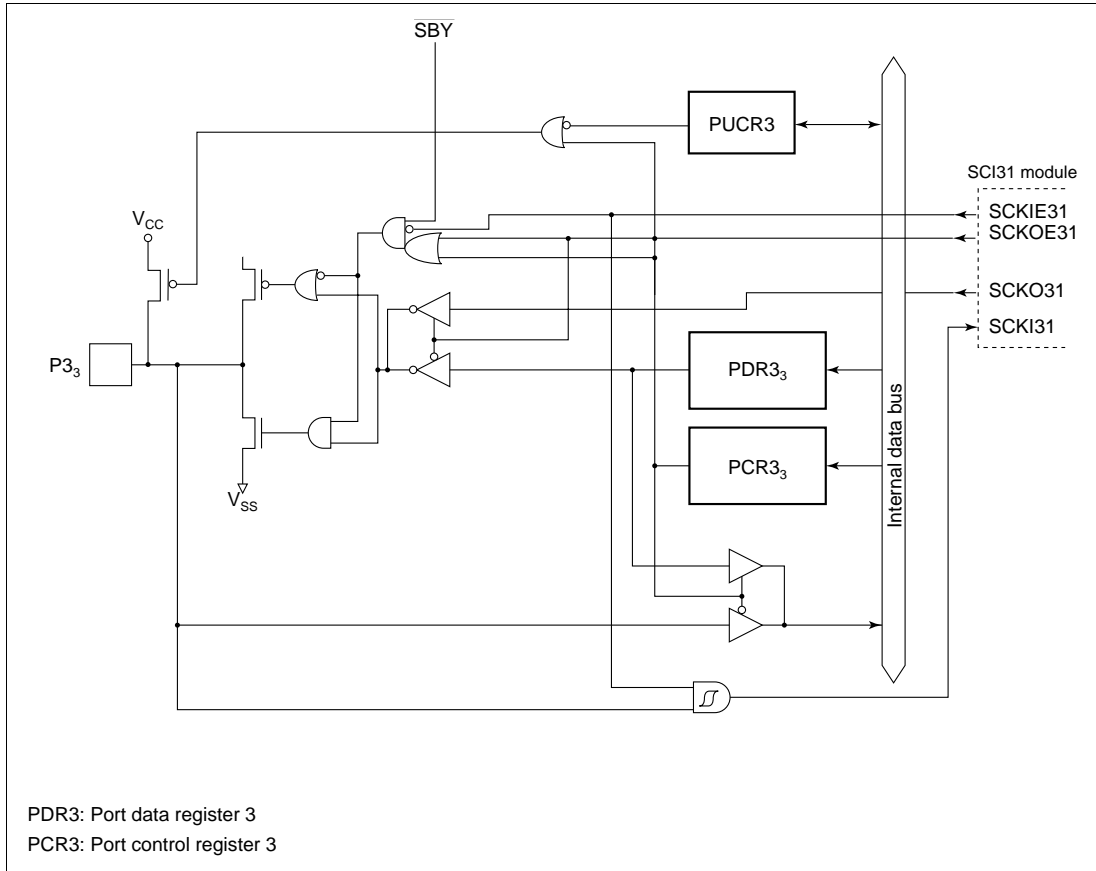 S̅B̅Y̅
PUCR3
SCI31 module
SCKIE31
SCKOE31
SCKO31
SCKI31
VCC
P3₃
PDR3₃
PCR3₃
VSS
Internal data bus
PDR3: Port data register 3
PCR3: Port control register 3